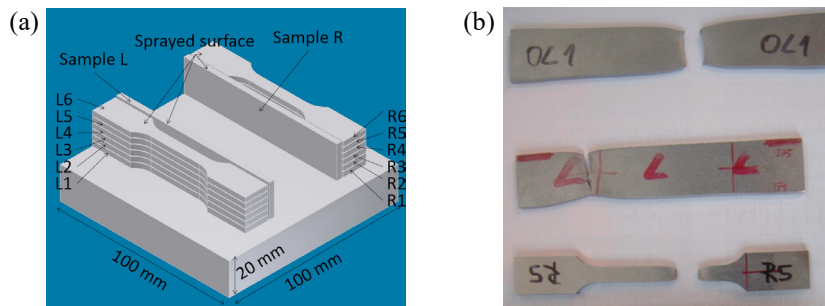 (a)
Sprayed surface
Sample R
Sample L
L6
L5
L4
L3
L2
L1
R6
R5
R4
R3
R2
R1
20 mm
100 mm
100 mm
(b)
OL1
OL1
L
L
L
R5
R5